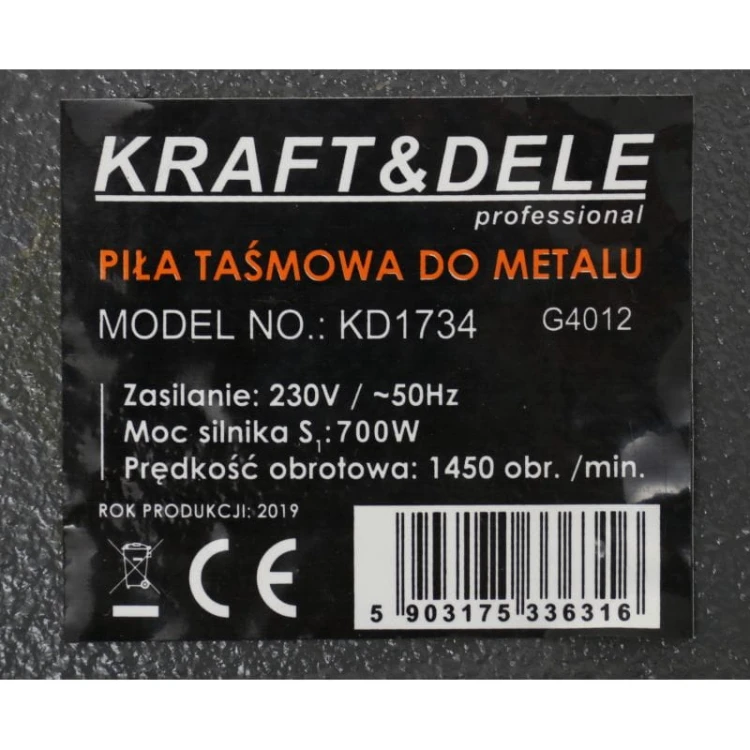 KRAFT&DELE
professional
PIŁA TAŚMOWA DO METALU
MODEL NO.: KD1734 G4012
Zasilanie: 230V / ~50Hz
Moc silnika S₁: 700W
Prędkość obrotowa: 1450 obr. /min.
ROK PRODUKCJI: 2019
CE
5 903175 336316